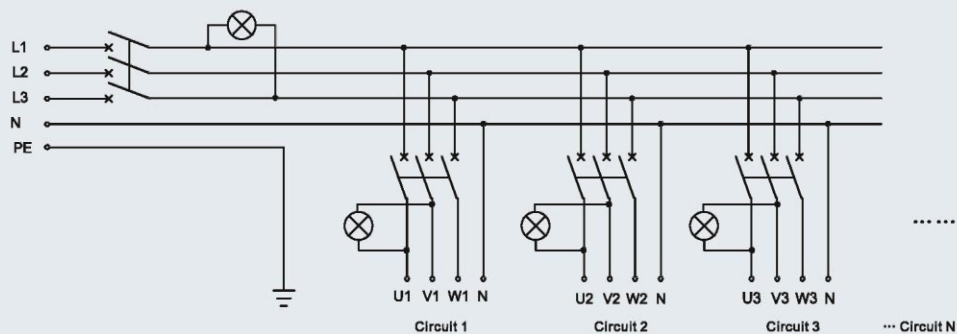 L1
L2
L3
N
PE
U1 V1 W1 N U2 V2 W2 N U3 V3 W3 N
Circuit 1 Circuit 2 Circuit 3 ··· Circuit N